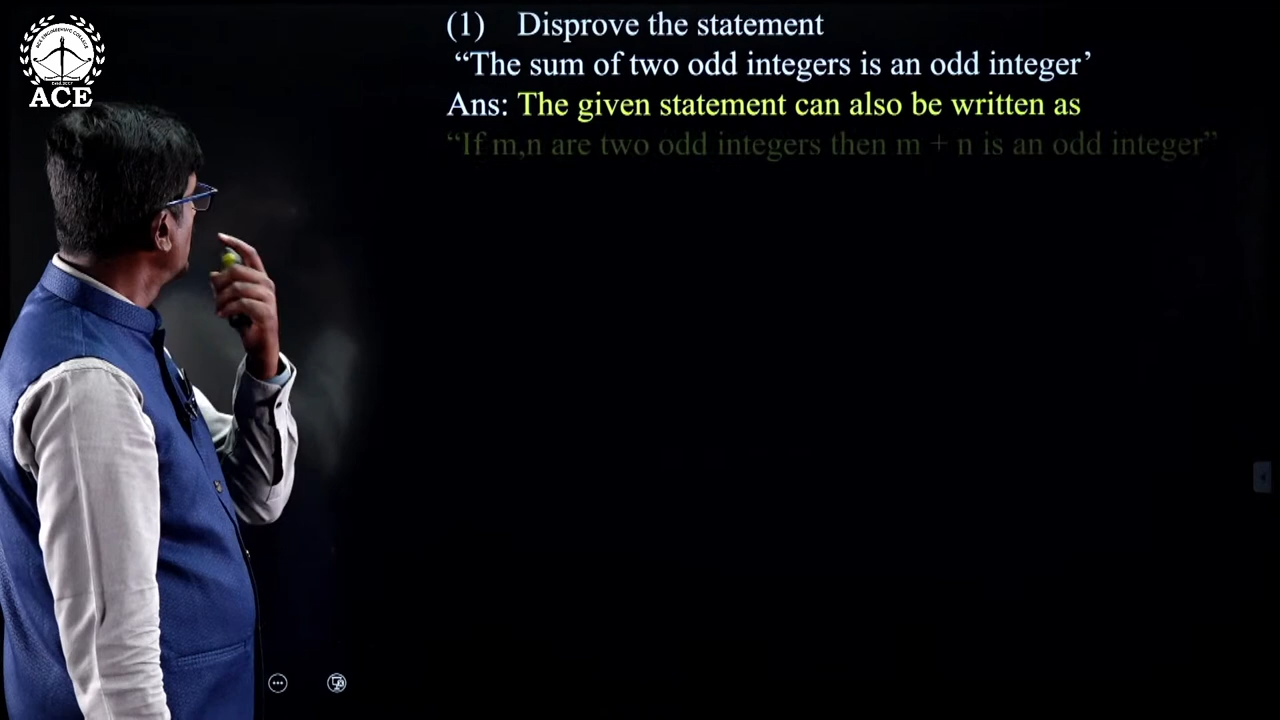 ACE
(1) Disprove the statement
“The sum of two odd integers is an odd integer’
Ans: The given statement can also be written as
“If m,n are two odd integers then m + n is an odd integer”